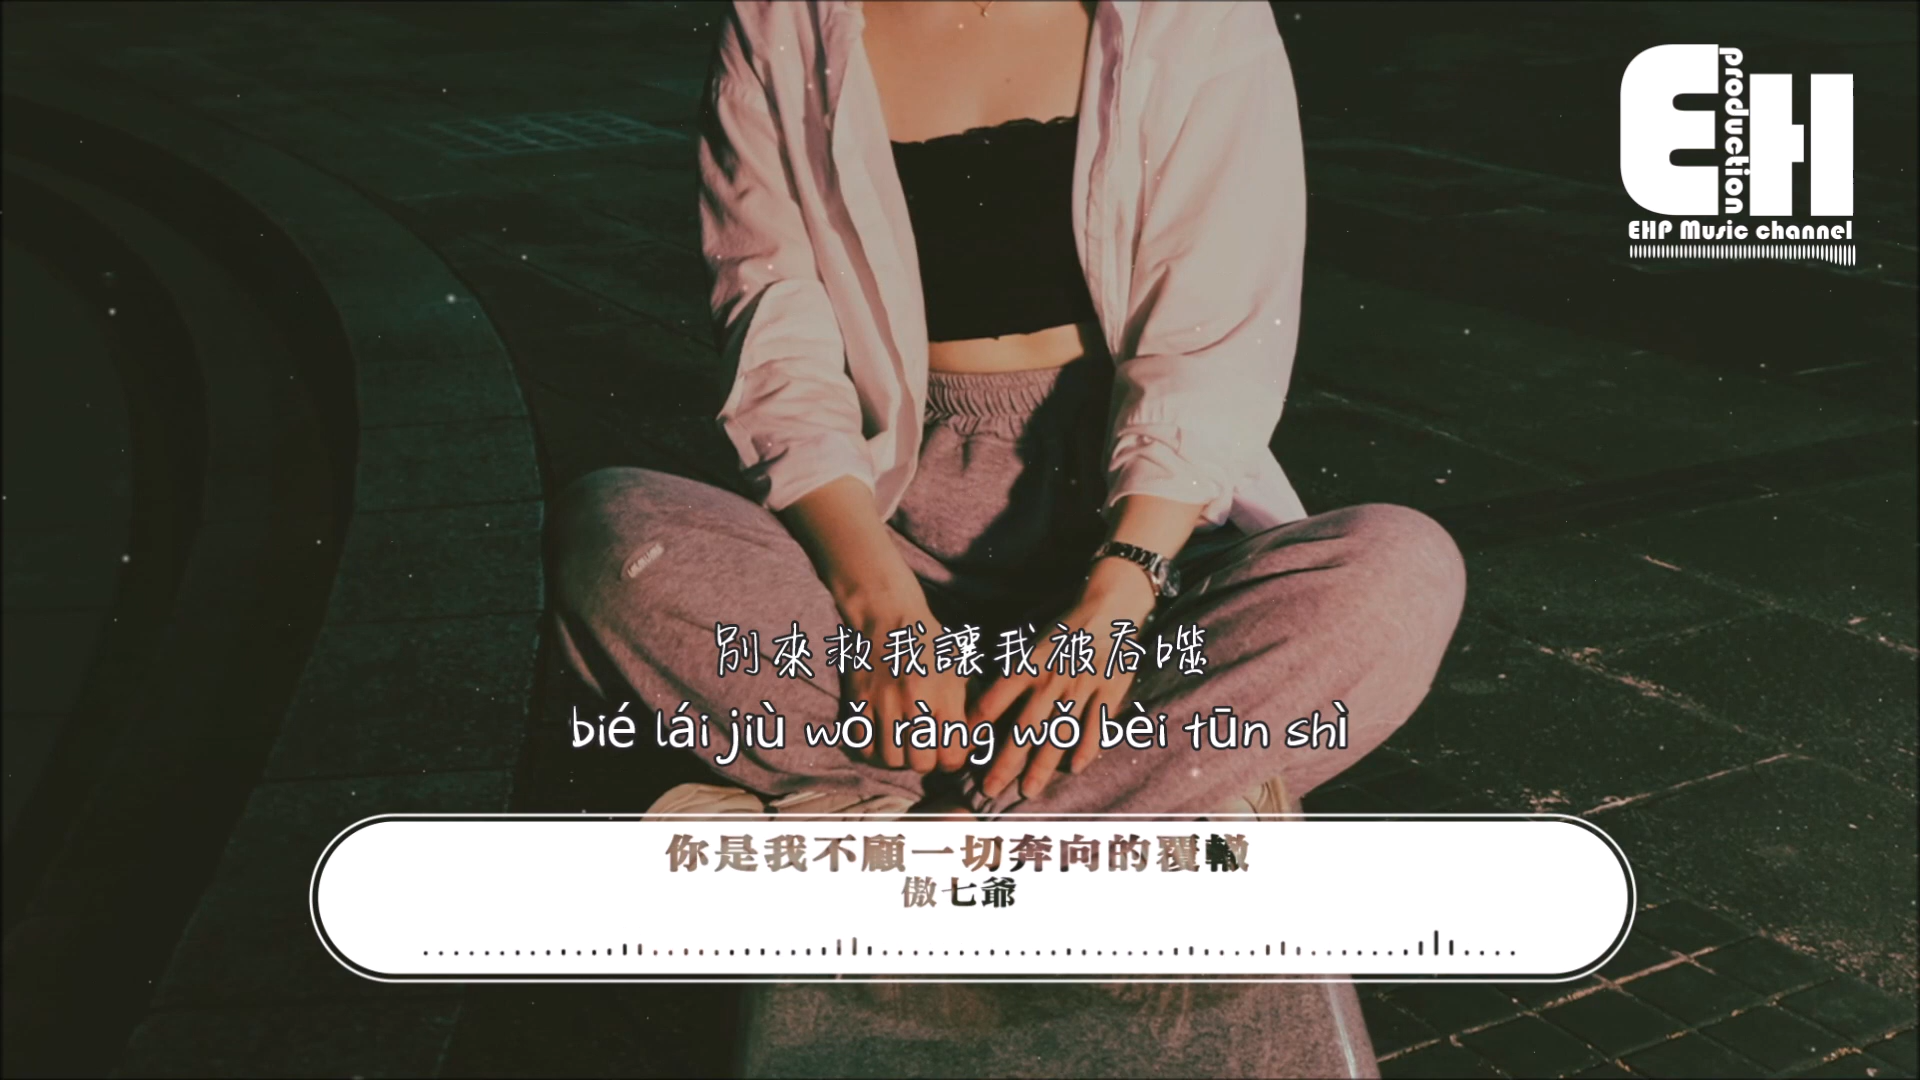 EH
production
EHP Music channel
別來救我讓我被吞噬
bié lái jiù wǒ ràng wǒ bèi tūn shì
你是我不顧一切奔向的覆轍
傲七爺